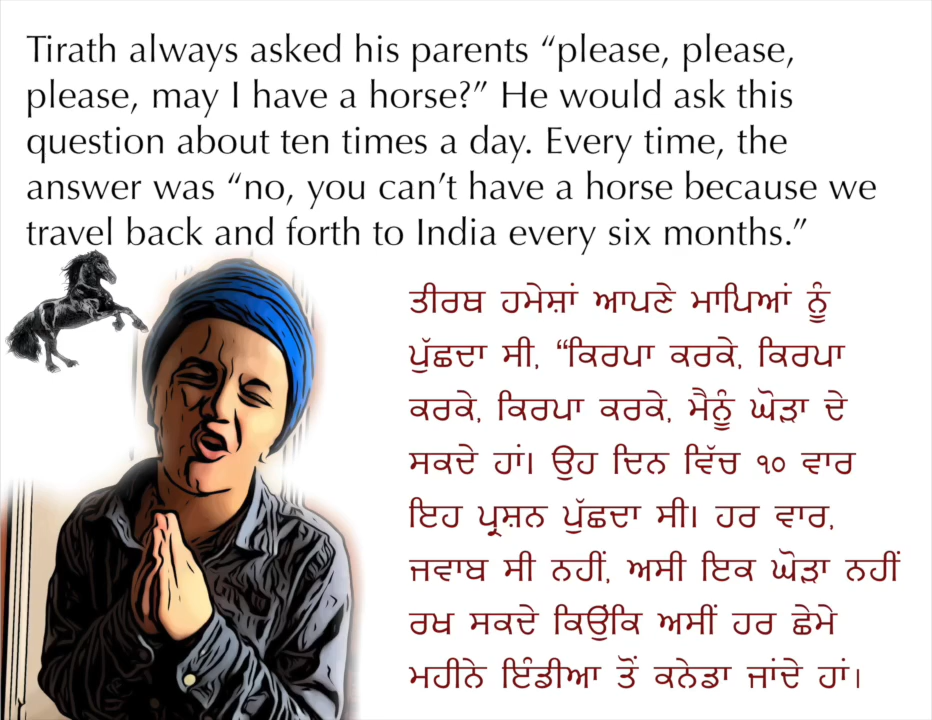 Tirath always asked his parents “please, please,
please, may I have a horse?” He would ask this
question about ten times a day. Every time, the
answer was “no, you can’t have a horse because we
travel back and forth to India every six months.”
ਤੀਰਥ ਹਮੇਸ਼ਾਂ ਆਪਣੇ ਮਾਪਿਆਂ ਨੂੰ
ਪੁੱਛਦਾ ਸੀ, “ਕਿਰਪਾ ਕਰਕੇ, ਕਿਰਪਾ
ਕਰਕੇ, ਕਿਰਪਾ ਕਰਕੇ, ਮੈਨੂੰ ਘੋੜਾ ਦੇ
ਸਕਦੇ ਹਾਂ। ਉਹ ਦਿਨ ਵਿੱਚ ੧੦ ਵਾਰ
ਇਹ ਪ੍ਰਸ਼ਨ ਪੁੱਛਦਾ ਸੀ। ਹਰ ਵਾਰ,
ਜਵਾਬ ਸੀ ਨਹੀਂ, ਅਸੀ ਇਕ ਘੋੜਾ ਨਹੀਂ
ਰਖ ਸਕਦੇ ਕਿਉਂਕਿ ਅਸੀਂ ਹਰ ਛੇਮੇ
ਮਹੀਨੇ ਇੰਡੀਆ ਤੋਂ ਕਨੇਡਾ ਜਾਂਦੇ ਹਾਂ।